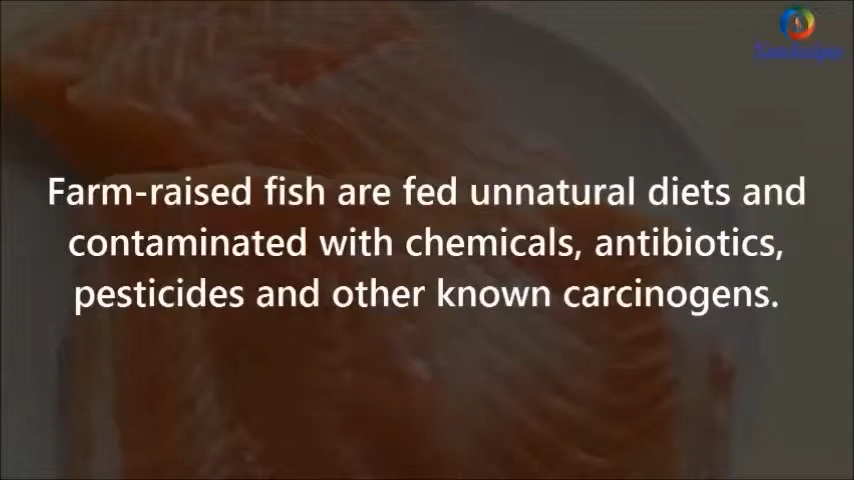 Farm-raised fish are fed unnatural diets and
contaminated with chemicals, antibiotics,
pesticides and other known carcinogens.